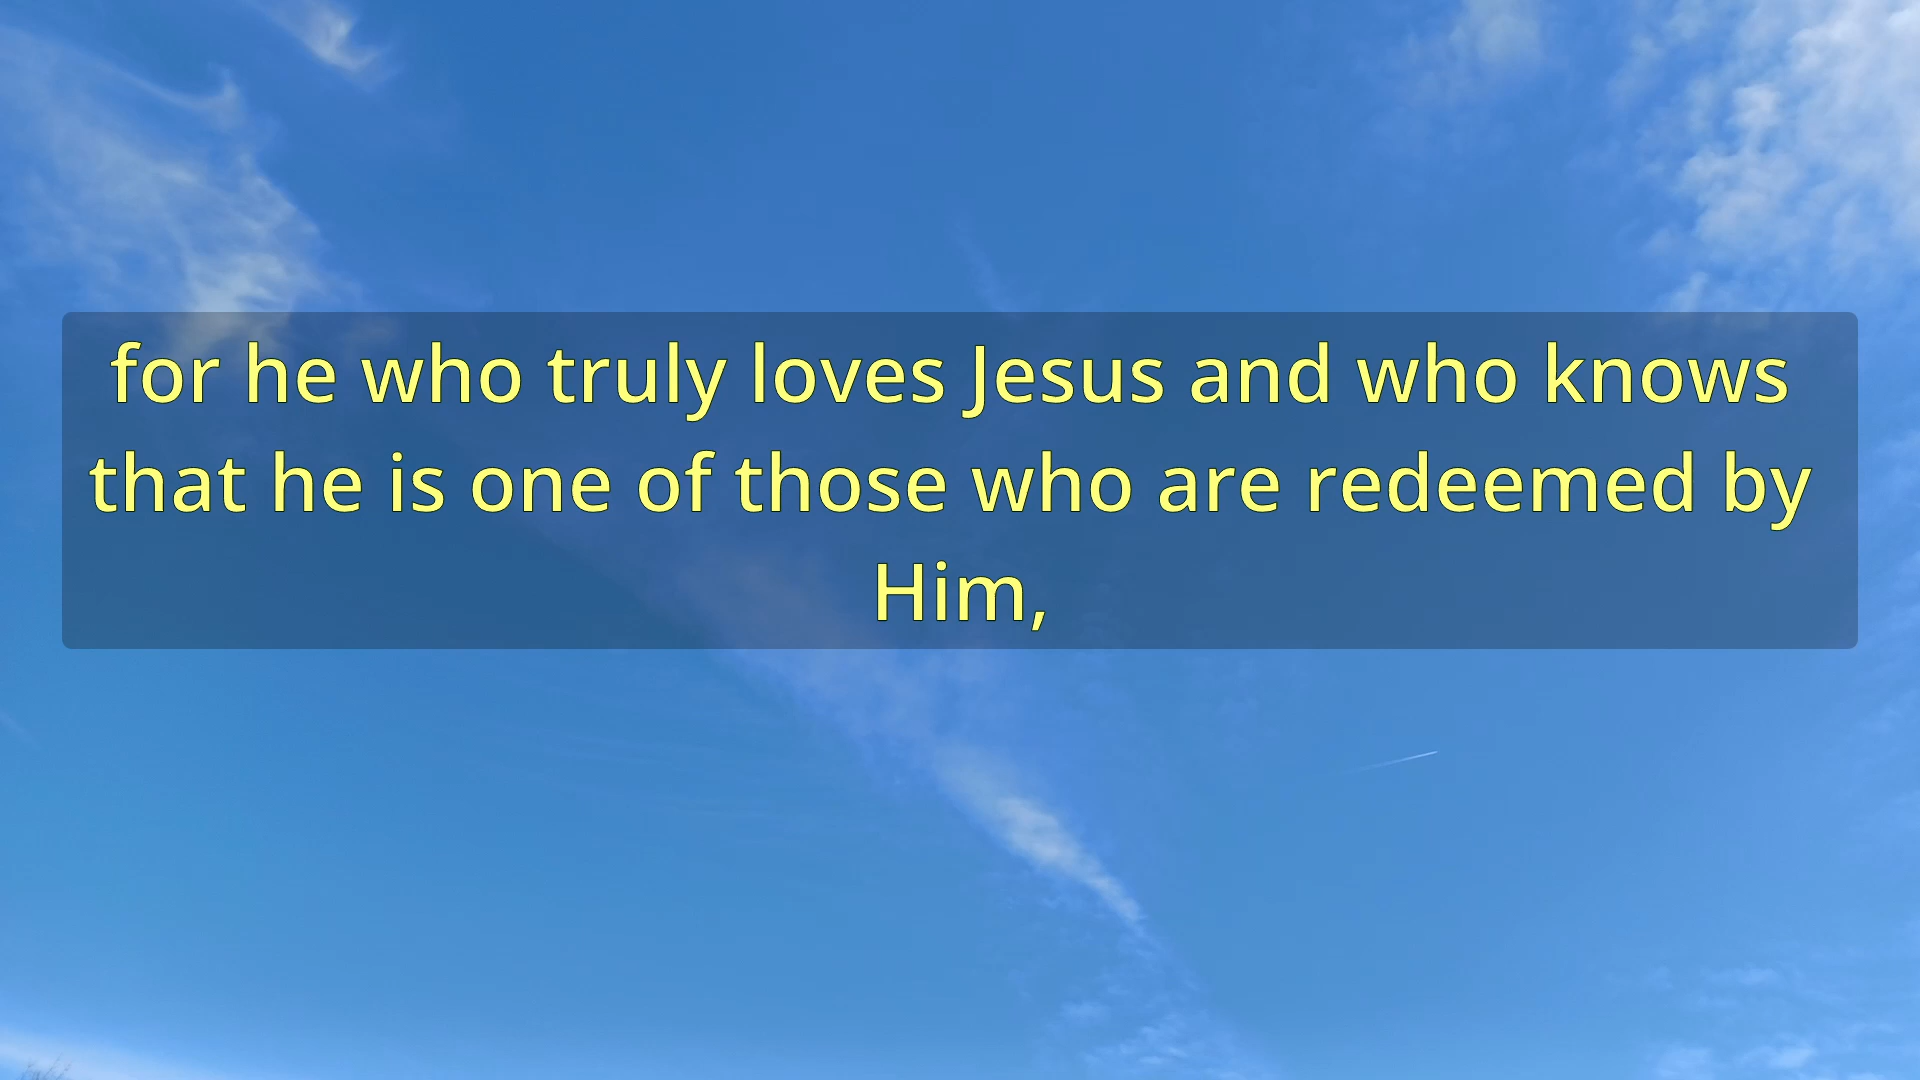 for he who truly loves Jesus and who knows
that he is one of those who are redeemed by
Him,